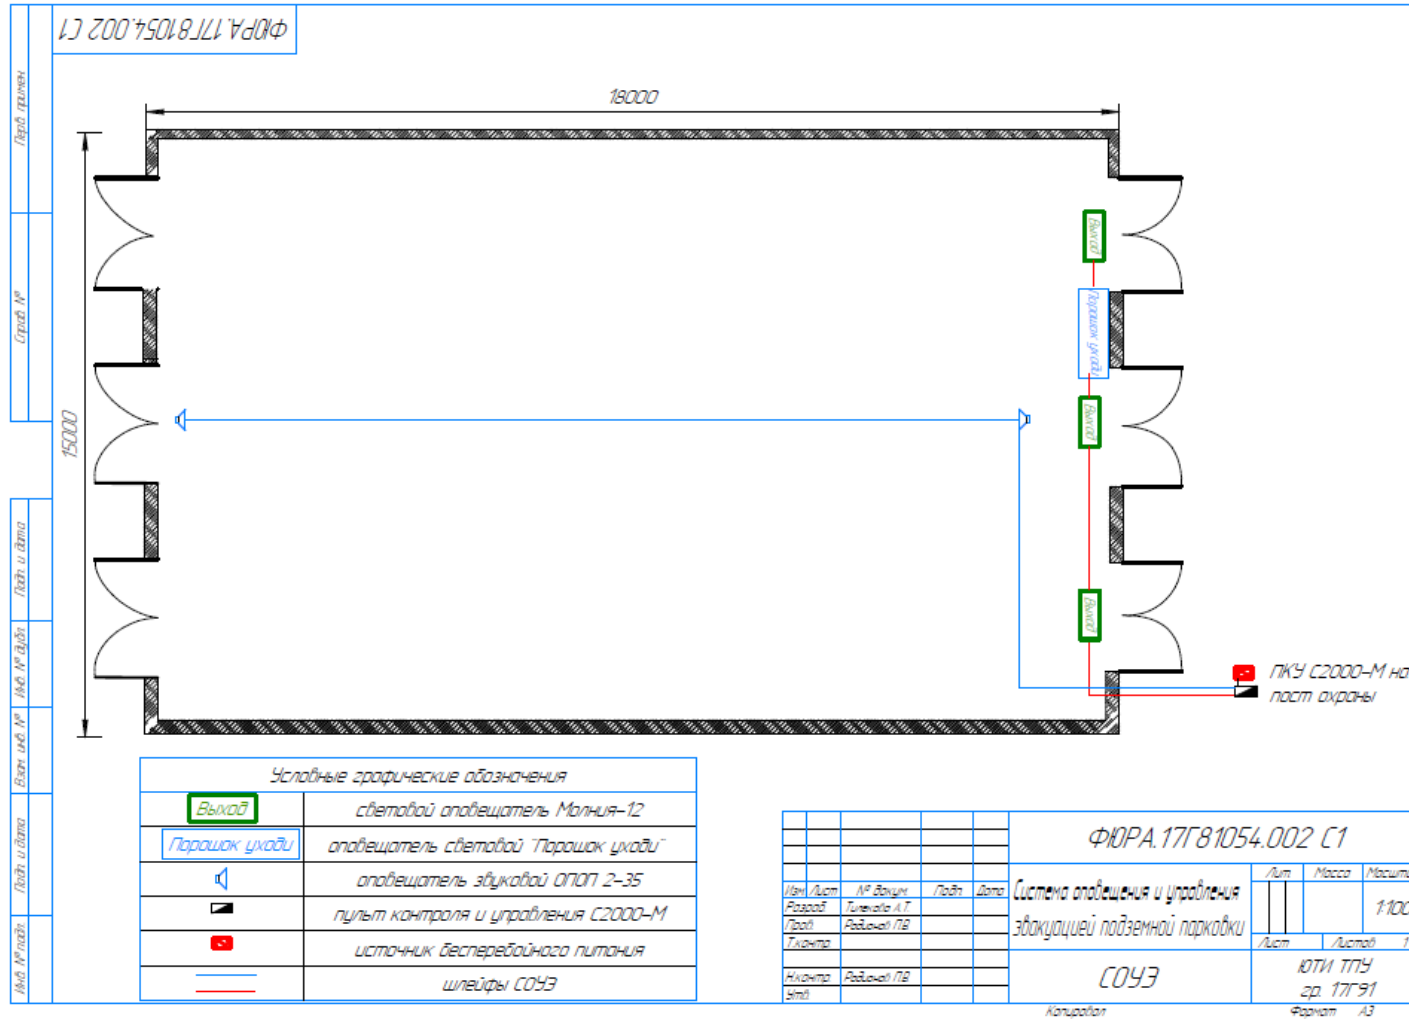 ФЮРА.17Г81054.002 С1
Перв. примен.
Справ. №
Подп. и дата
Инв. № дубл.
Взам. инв. №
Подп. и дата
Инв. № подл.
18000
15000
Выход
Порошок уходи
Выход
Выход
ПКУ С2000-М на
пост охраны
Условные графические обозначения
Выход световой оповещатель Молния-12
Порошок уходи оповещатель световой "Порошок уходи"
оповещатель звуковой ОПОП 2-35
пульт контроля и управления С2000-М
источник бесперебойного питания
шлейфы СОУЭ
ФЮРА.17Г81054.002 С1
Изм. Лист № докум. Подп. Дата
Разраб.
Пров. Родионов П.В.
Т.контр.
Н.контр. Родионов П.В.
Утв.
Система оповещения и управления
эвакуацией подземной парковки
Лит. Масса Масшта
1:100
Лист Листов 1
СОУЭ
ЮТИ ТПУ
гр. 17Г91
Копировал Формат А3